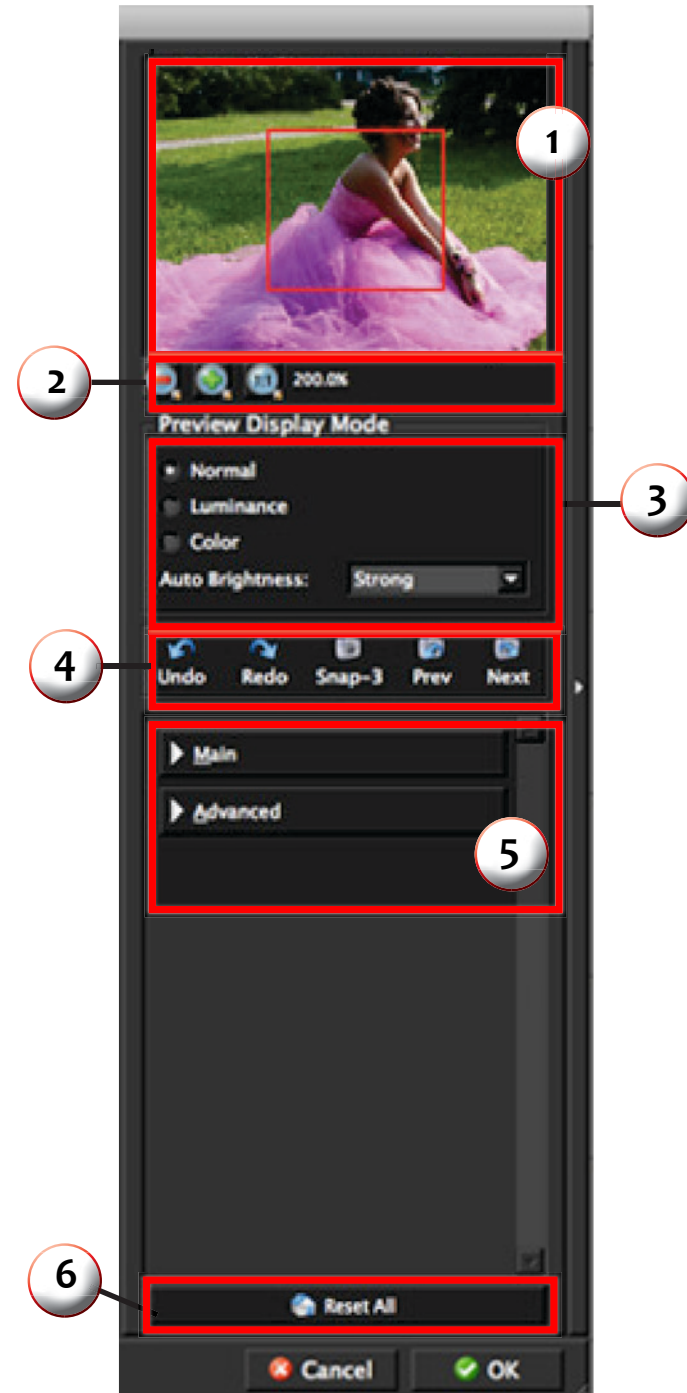 1
2
200.0%
Preview Display Mode
Normal
3
Luminance
Color
Auto Brightness: Strong
4
Undo Redo Snap-3 Prev Next
Main
Advanced
5
6
Reset All
Cancel OK